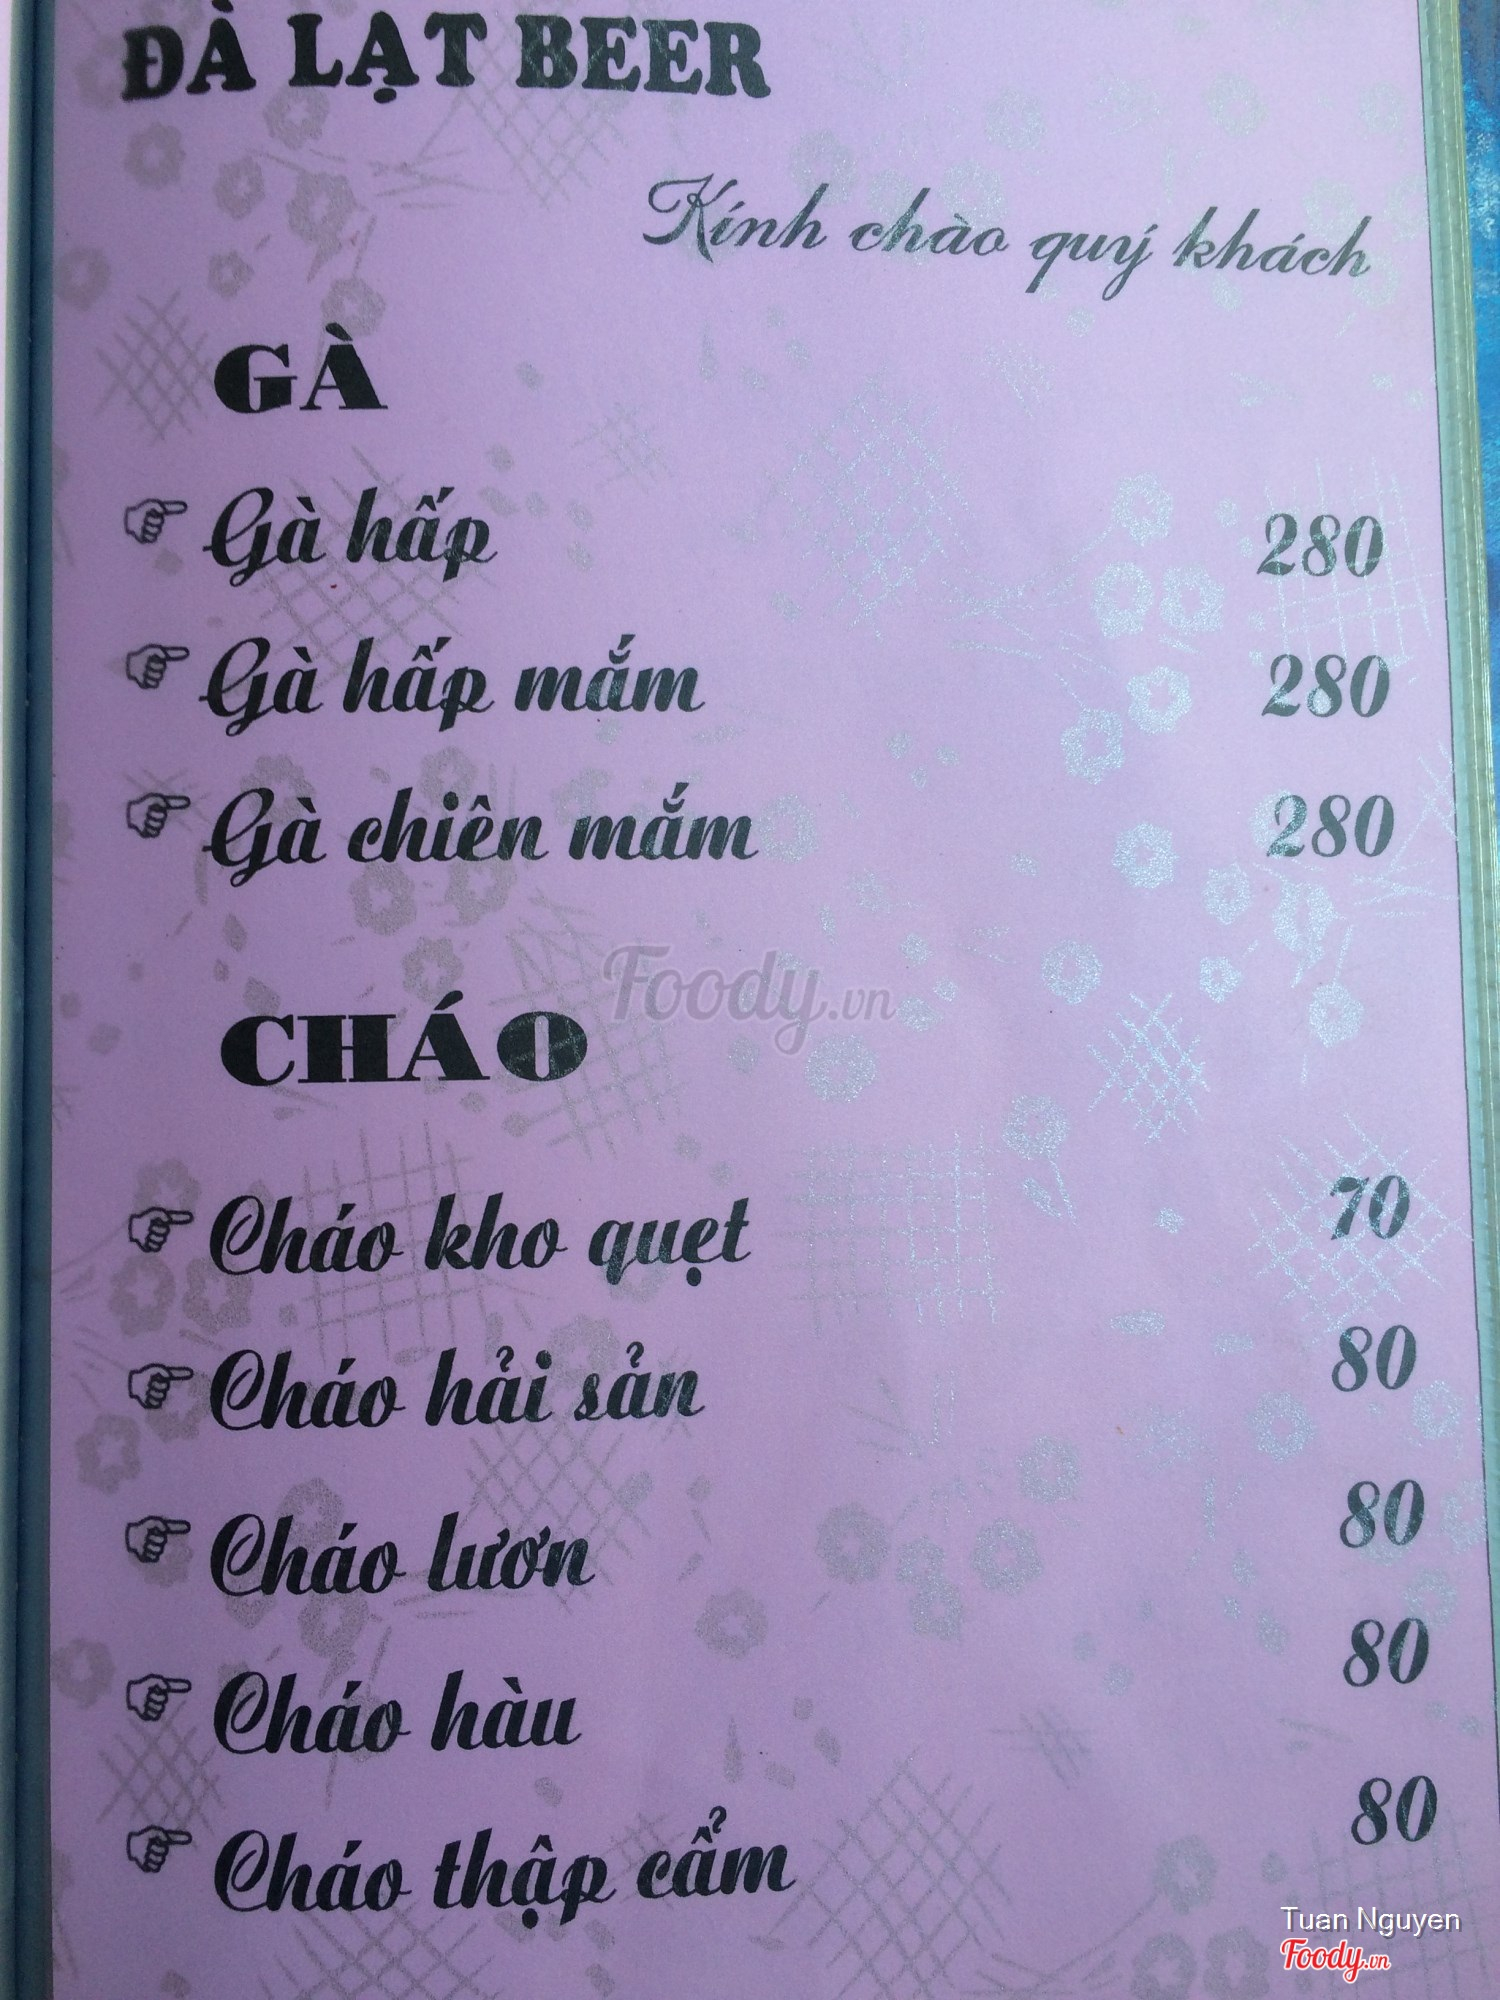 ĐÀ LẠT BEER
Kính chào quý khách
GÀ
Gà hấp 280
Gà hấp mắm 280
Gà chiên mắm 280
Foody.vn
CHÁO
Cháo kho quẹt 70
Cháo hải sản 80
Cháo lươn 80
Cháo hàu 80
Cháo thập cẩm 80
Tuan Nguyen
Foody.vn